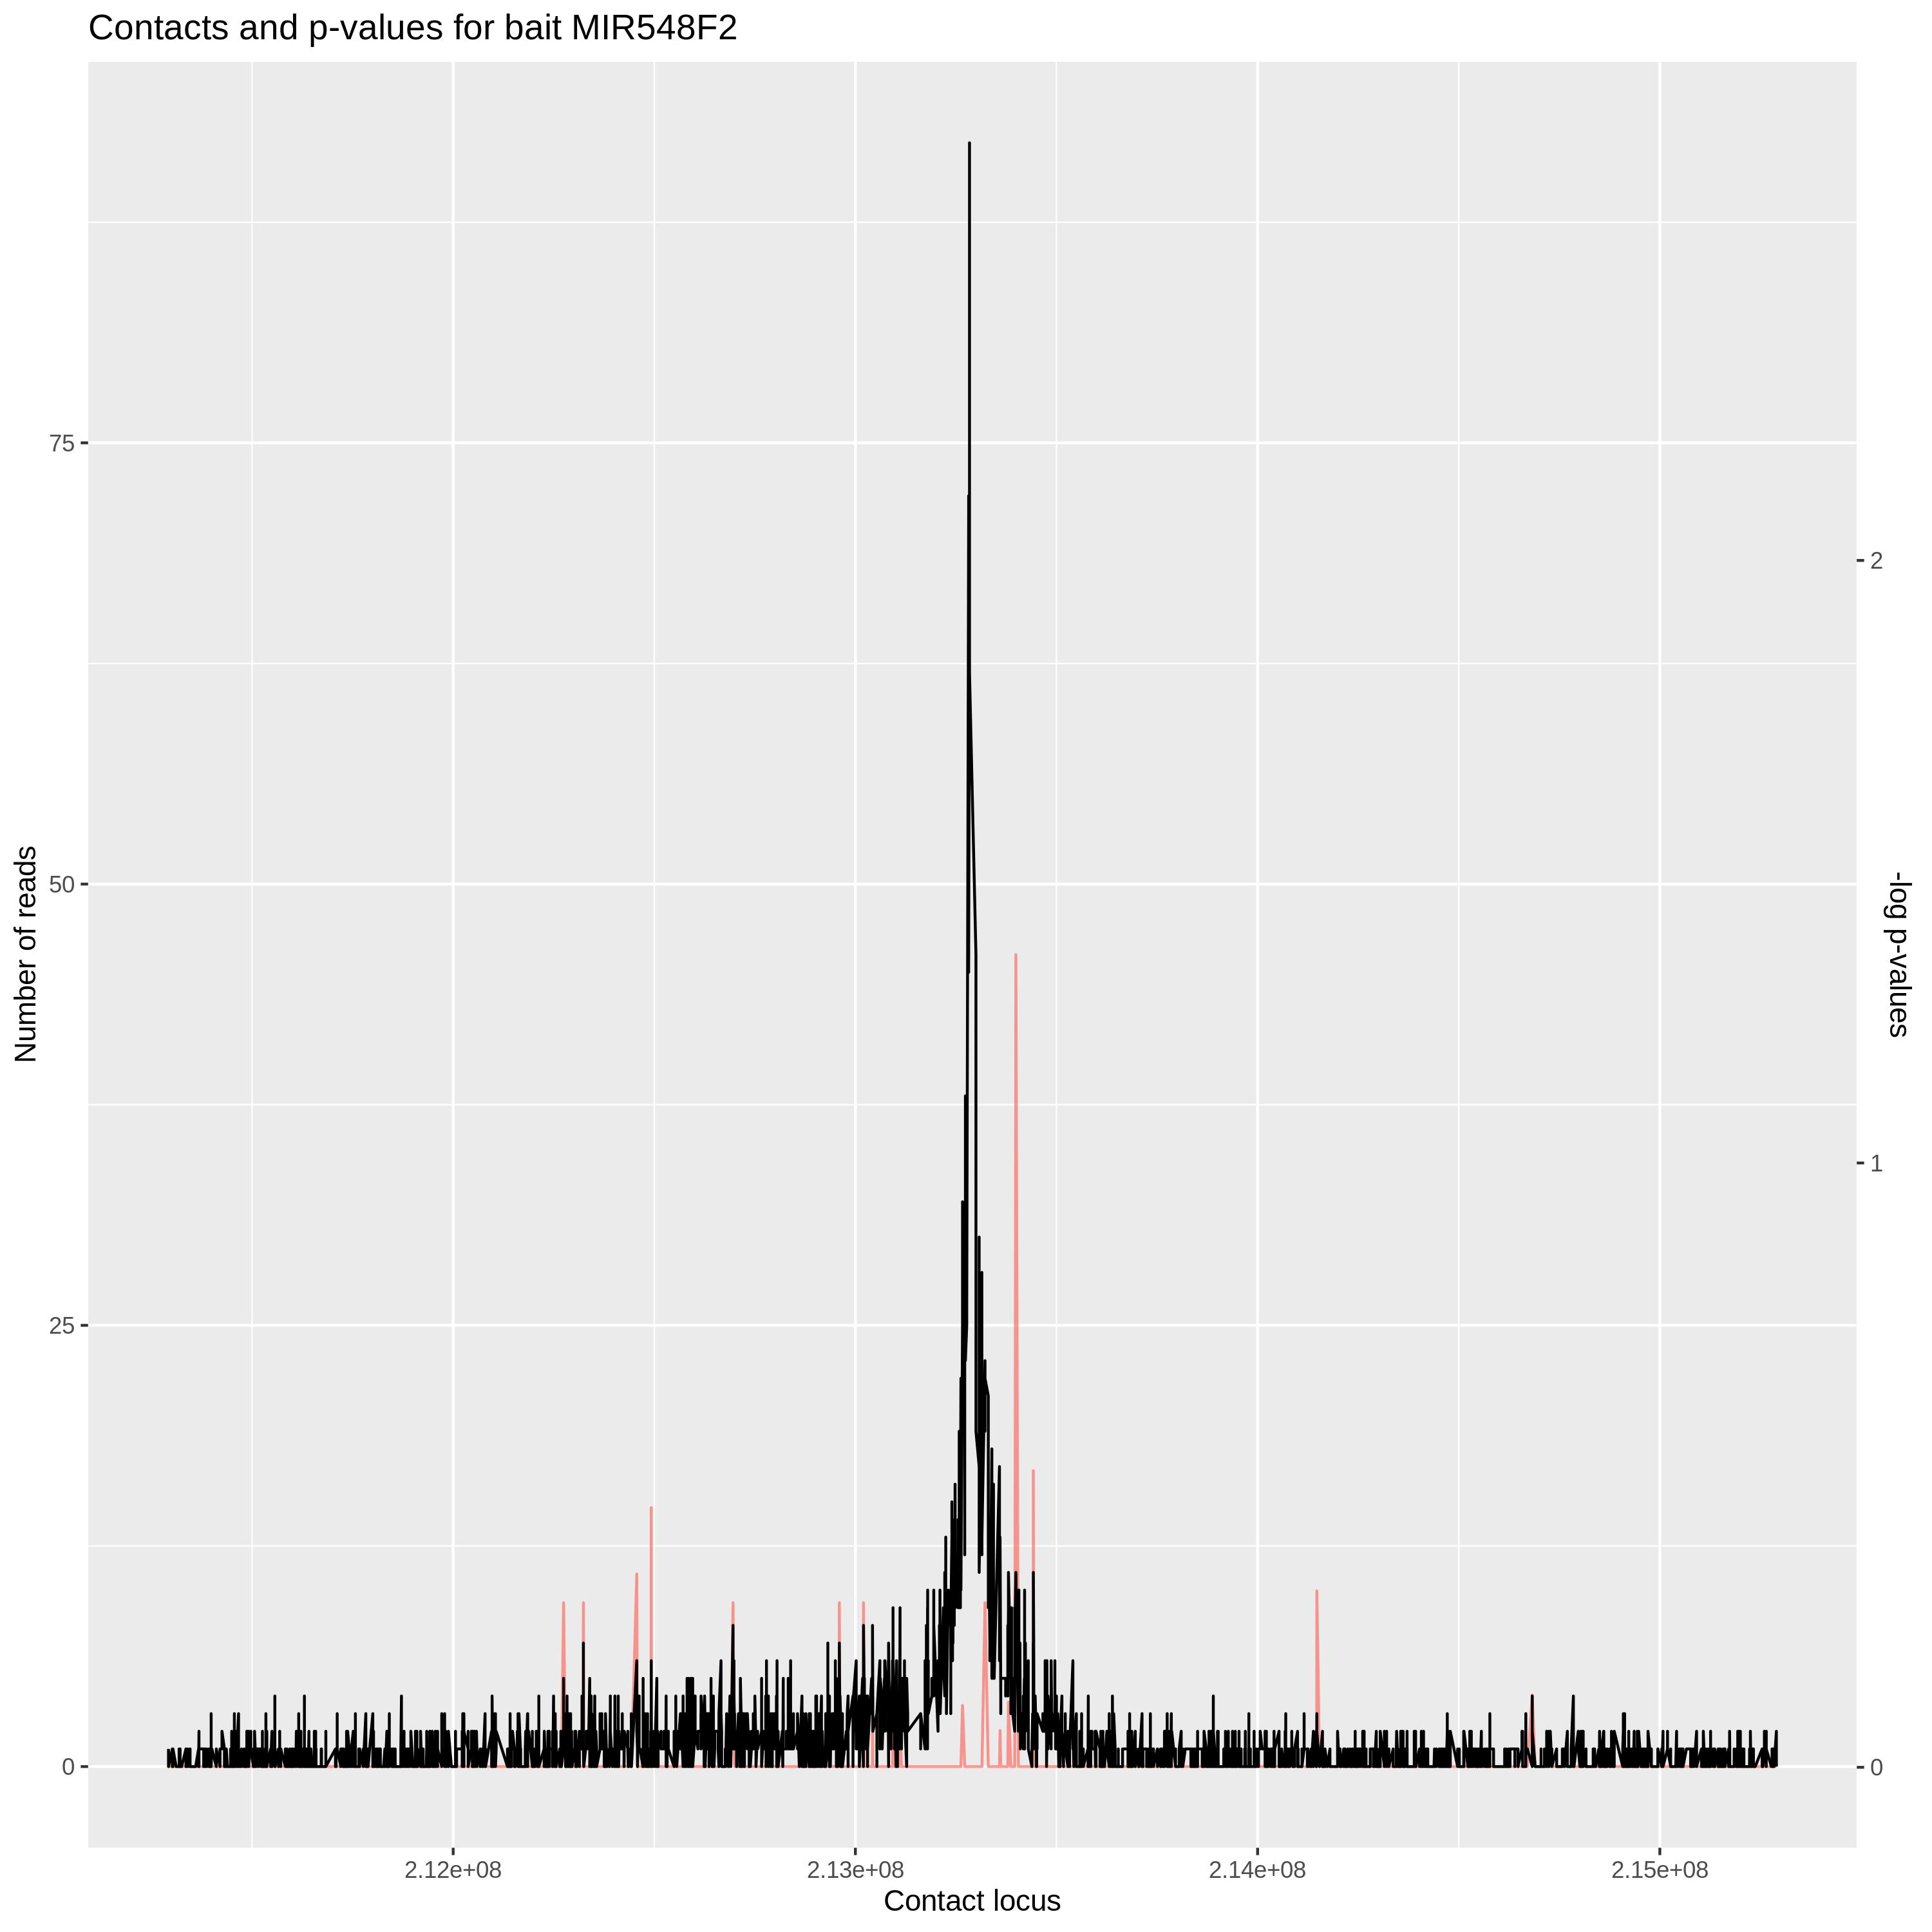 Contacts and p-values for bait MIR548F2
75
50
25
0
Number of reads
2
1
0
-log p-values
2.12e+08
2.13e+08
2.14e+08
2.15e+08
Contact locus